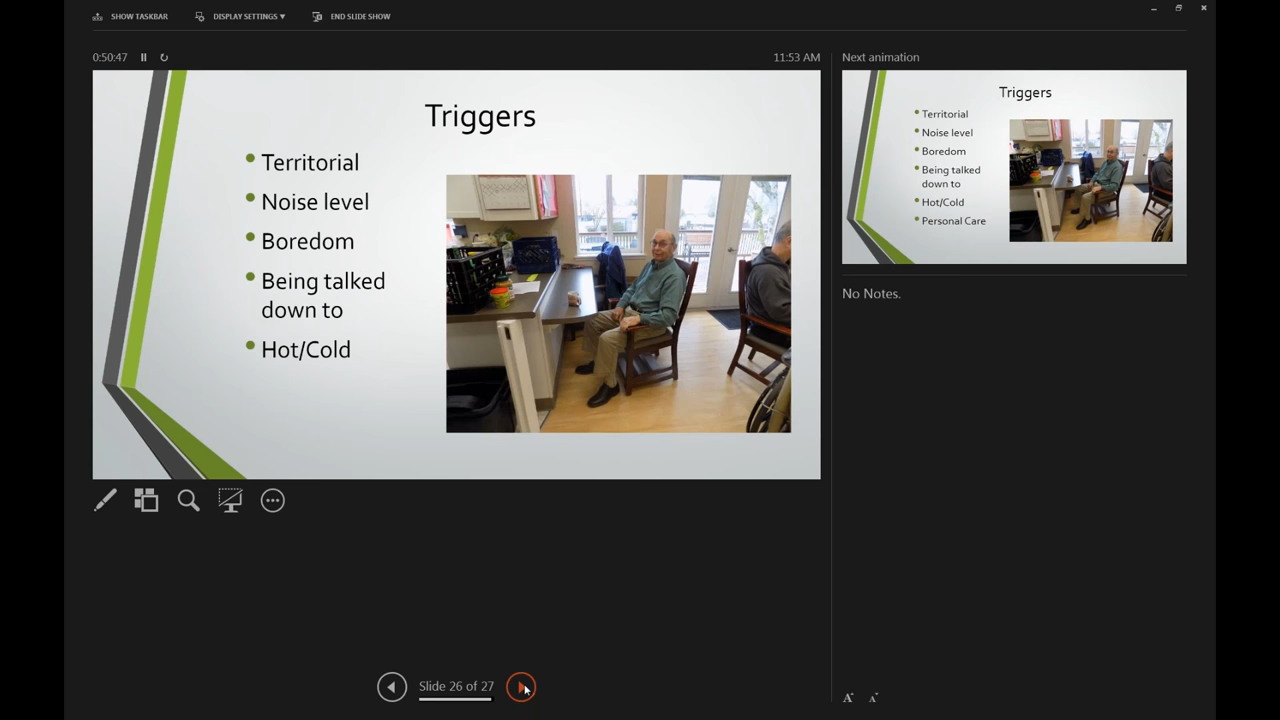 SHOW TASKBAR
DISPLAY SETTINGS ▼
END SLIDE SHOW
0:50:47
11:53 AM
Triggers
• Territorial
• Noise level
• Boredom
• Being talked
down to
• Hot/Cold
Slide 26 of 27
Next animation
Triggers
• Territorial
• Noise level
• Boredom
• Being talked
down to
• Hot/Cold
• Personal Care
No Notes.
A A